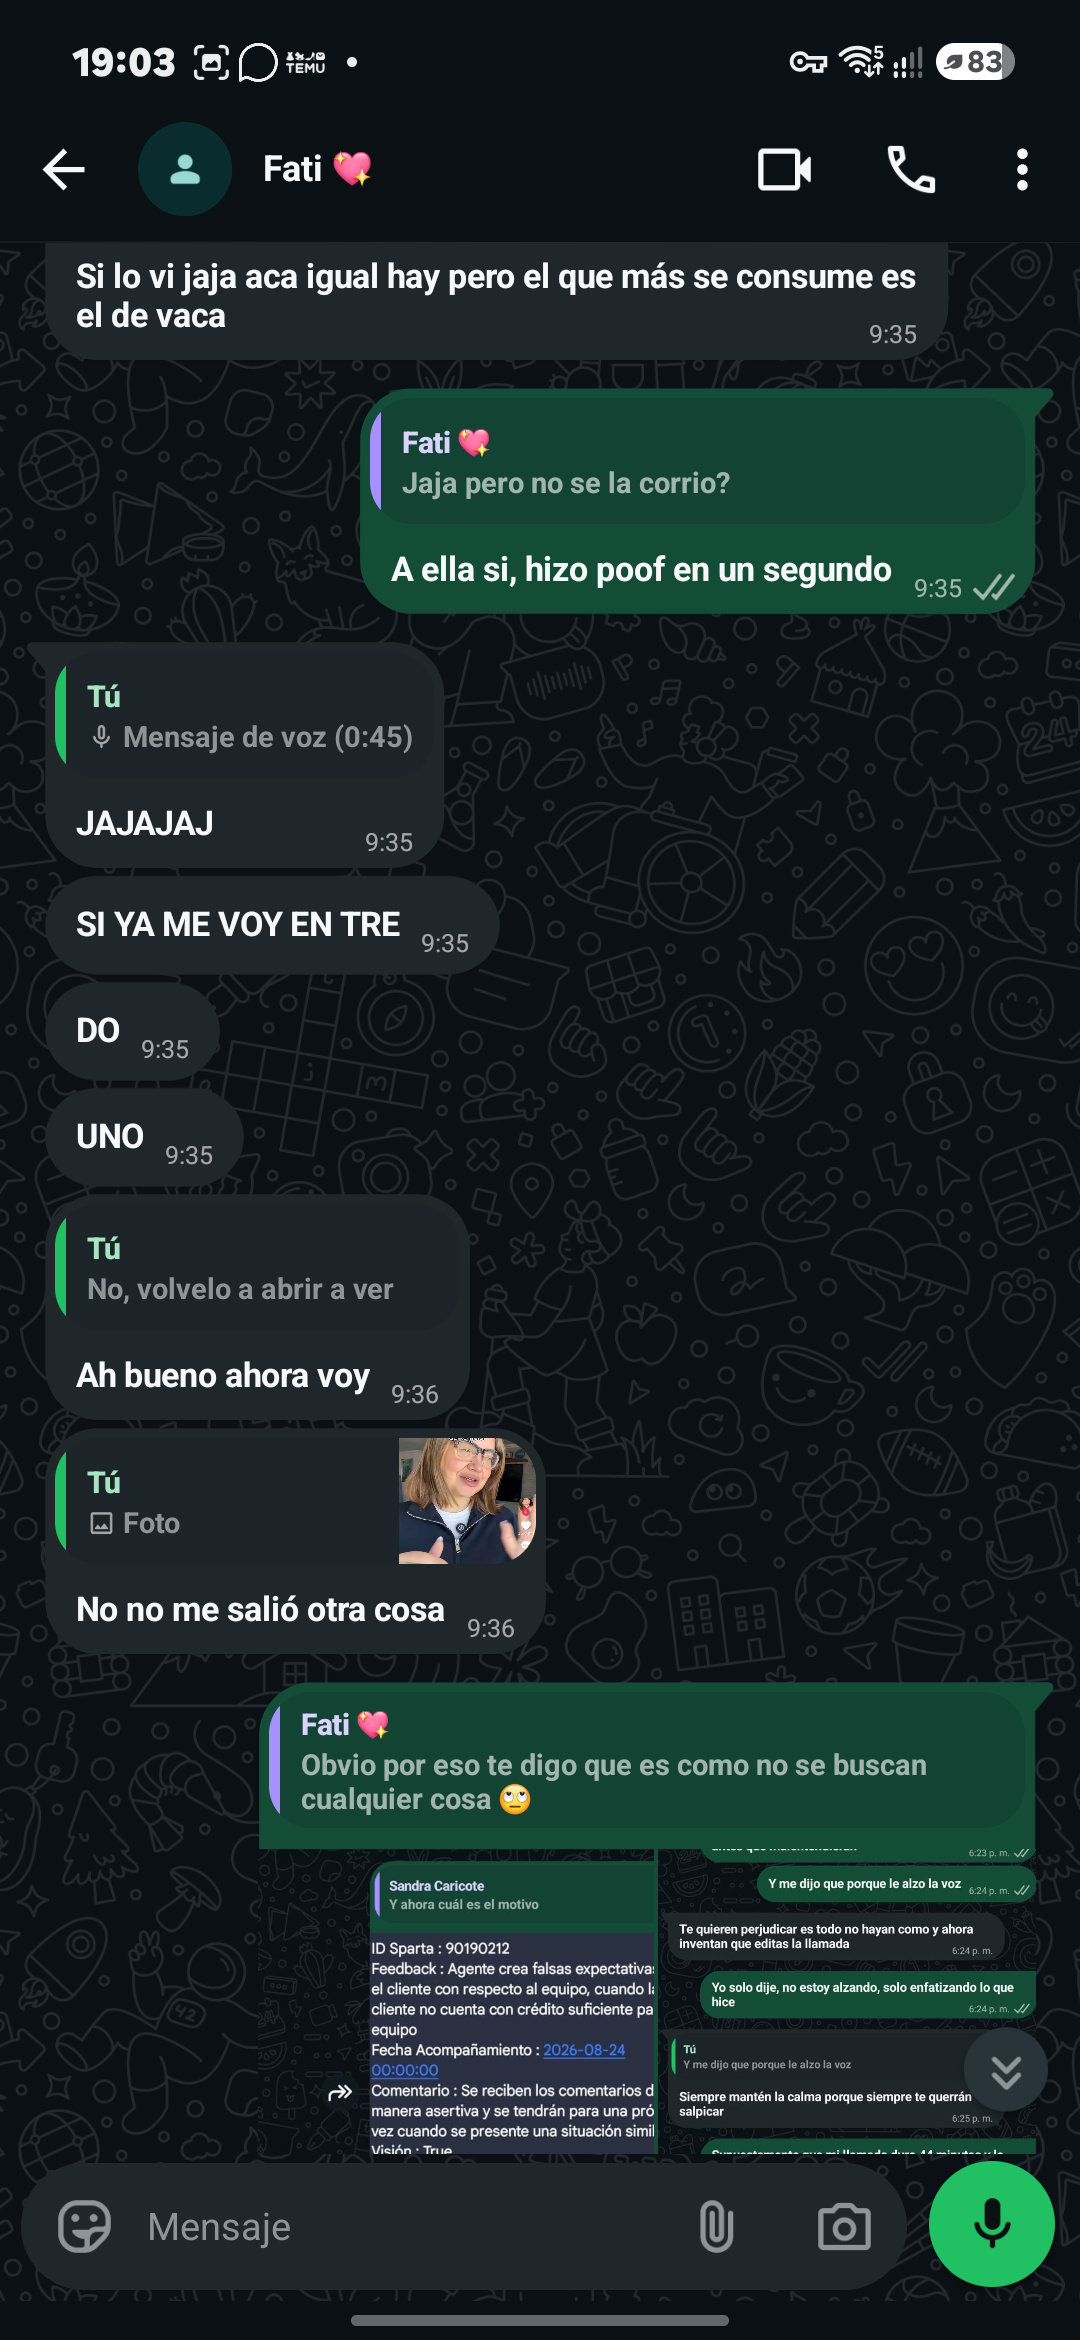 19:03
TEMU
5
83
Fati 💖
Si lo vi jaja aca igual hay pero el que más se consume es
el de vaca
9:35
Fati 💖
Jaja pero no se la corrio?
A ella si, hizo poof en un segundo
9:35
Tú
Mensaje de voz (0:45)
JAJAJAJ
9:35
SI YA ME VOY EN TRE
9:35
DO
9:35
UNO
9:35
Tú
No, volvelo a abrir a ver
Ah bueno ahora voy
9:36
Tú
Foto
No no me salió otra cosa
9:36
Fati 💖
Obvio por eso te digo que es como no se buscan
cualquier cosa 🙄
Sandra Caricote
Y ahora cuál es el motivo
ID Sparta : 90190212
Feedback : Agente crea falsas expectativas
el cliente con respecto al equipo, cuando la
cliente no cuenta con crédito suficiente pa
equipo
Fecha Acompañamiento : 2026-08-24
00:00:00
Comentario : Se reciben los comentarios d
manera asertiva y se tendrán para una pró
vez cuando se presente una situación simil
Visión : True
6:23 p. m.
Y me dijo que porque le alzo la voz
6:24 p. m.
Te quieren perjudicar es todo no hayan como y ahora
inventan que editas la llamada
6:24 p. m.
Yo solo dije, no estoy alzando, solo enfatizando lo que
hice
6:24 p. m.
Tú
Y me dijo que porque le alzo la voz
Siempre mantén la calma porque siempre te querrán
salpicar
6:25 p. m.
Mensaje